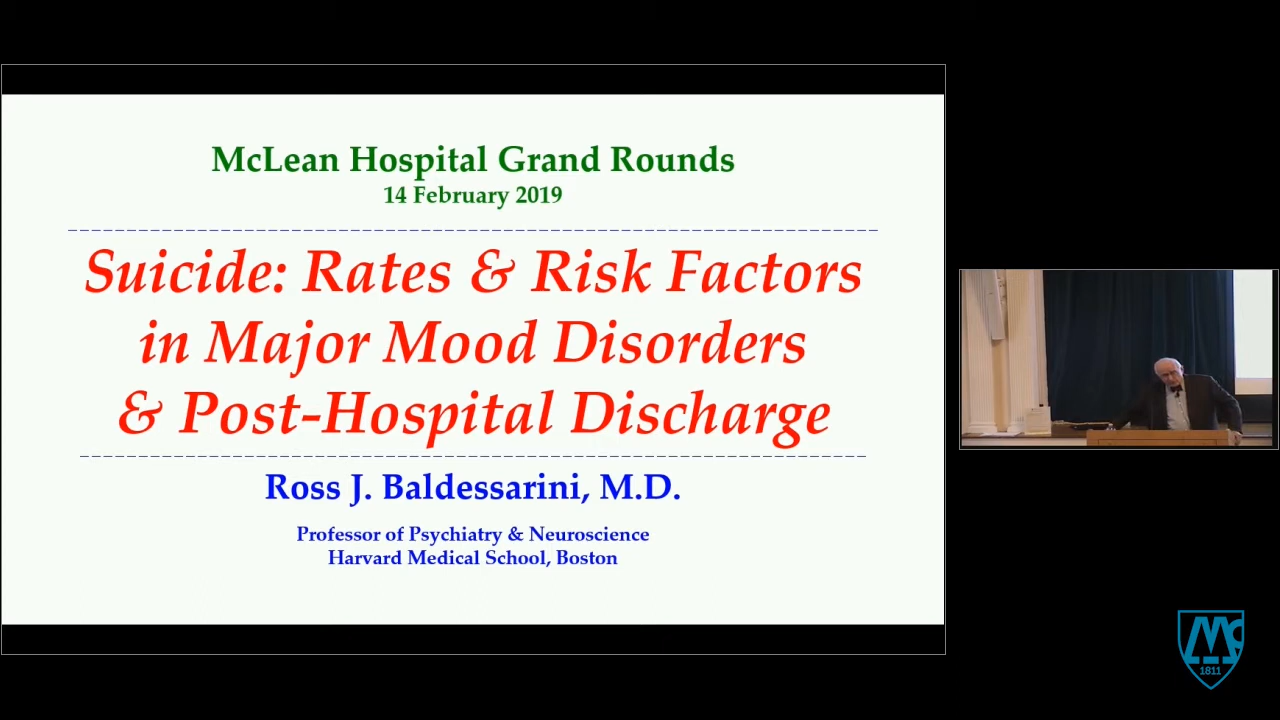 McLean Hospital Grand Rounds
14 February 2019
Suicide: Rates & Risk Factors
in Major Mood Disorders
& Post-Hospital Discharge
Ross J. Baldessarini, M.D.
Professor of Psychiatry & Neuroscience
Harvard Medical School, Boston
Mc
1811